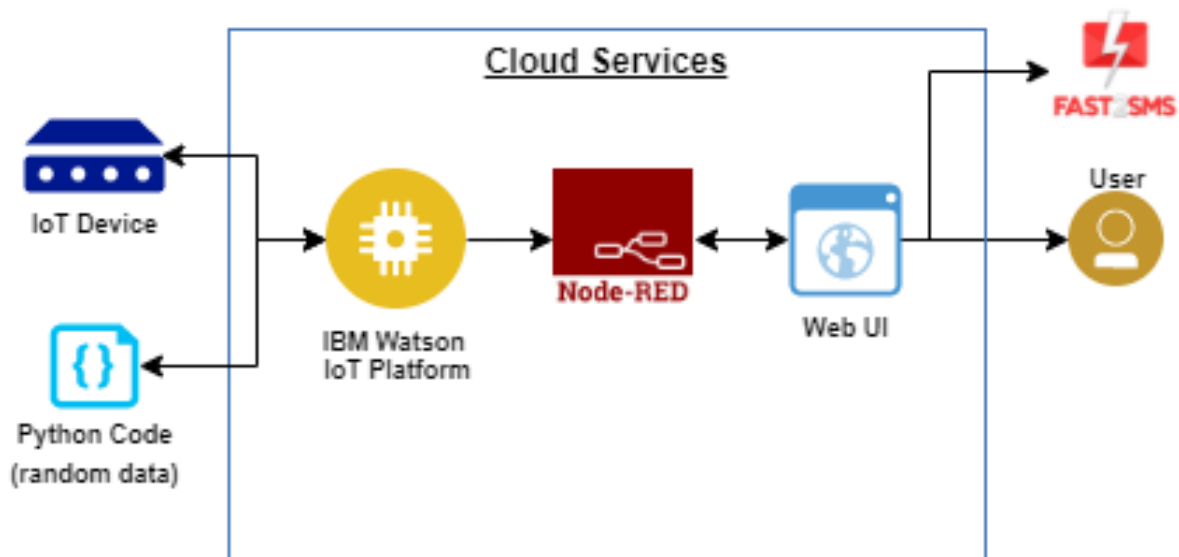 Cloud Services
FAST2SMS
IoT Device
User
Node-RED
Web UI
IBM Watson
IoT Platform
{}
Python Code
(random data)